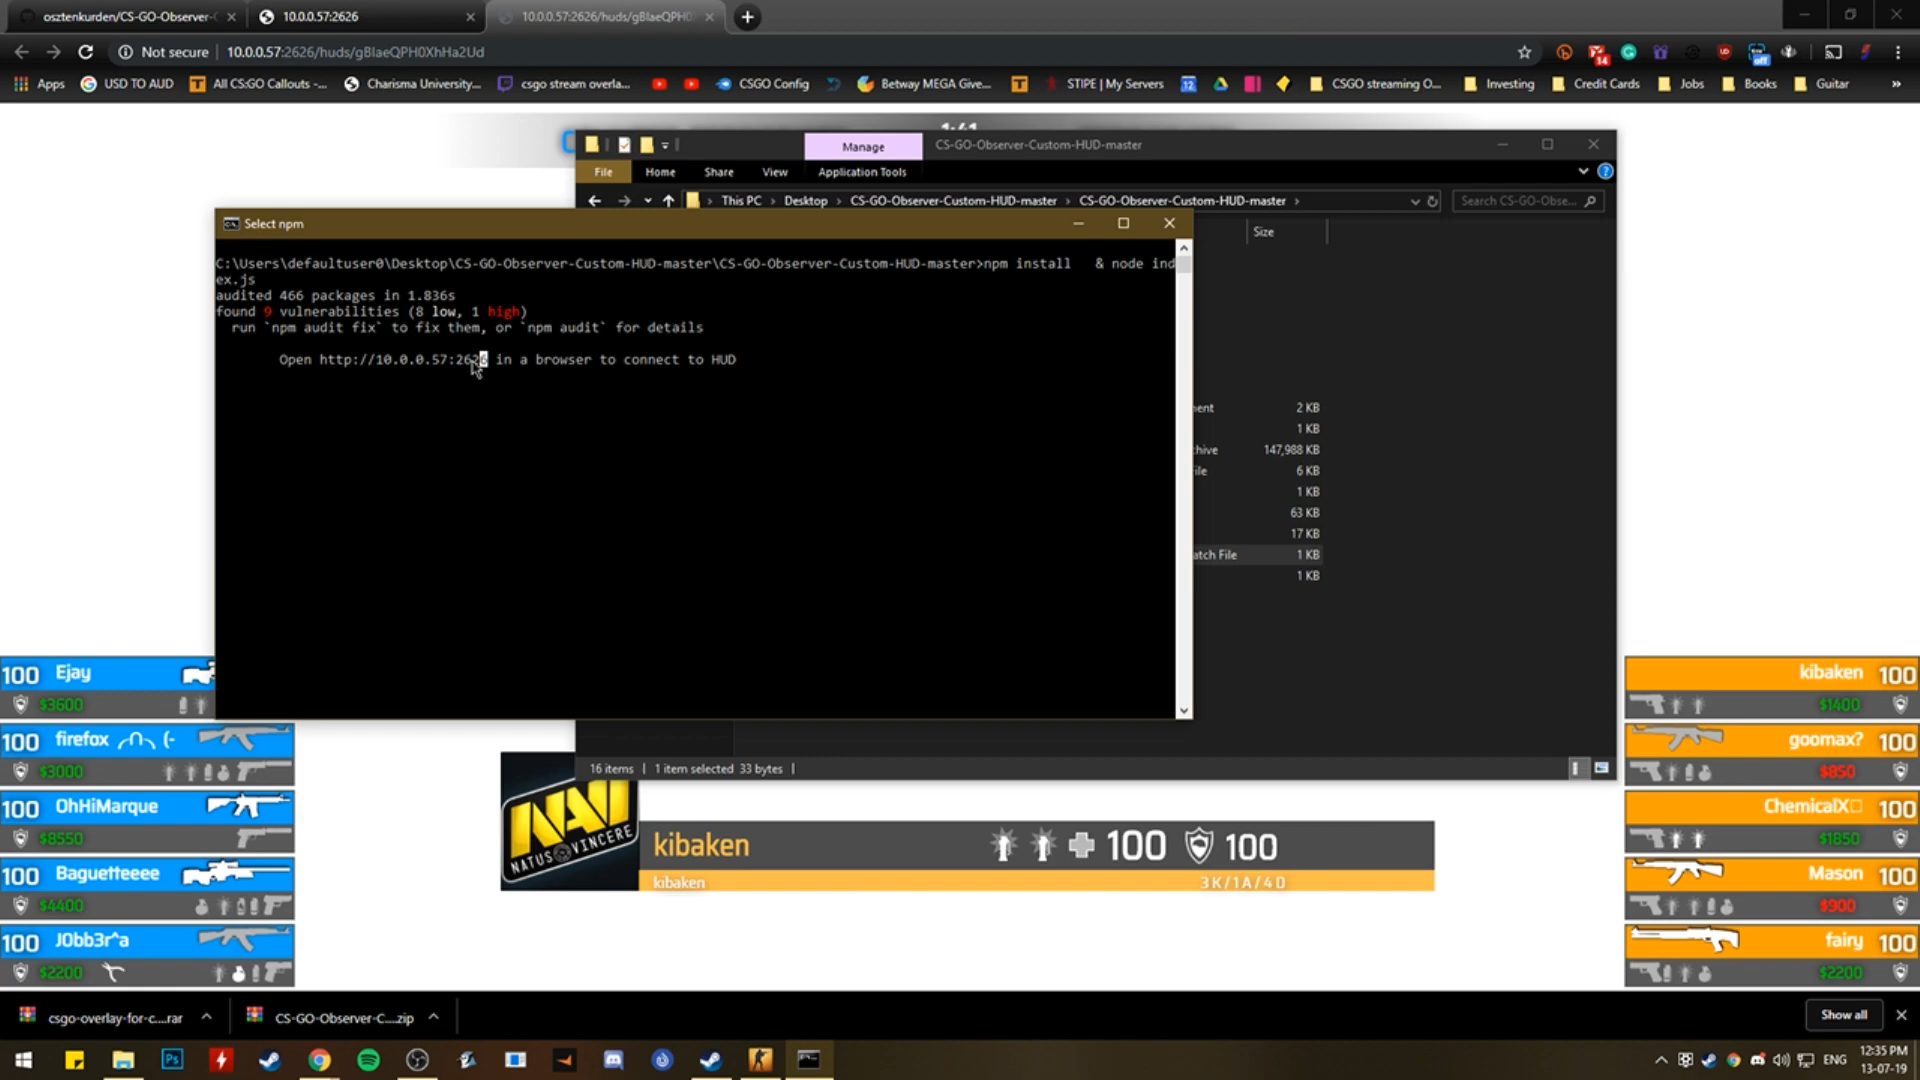 osztenkurden/CS-GO-Observer-
10.0.0.57:2626
10.0.0.57:2626/huds/gBlaeQPH0
Not secure
10.0.0.57:2626/huds/gBlaeQPH0XhHa2Ud
14
off
Apps
USD TO AUD
All CS:GO Callouts -...
Charisma University...
csgo stream overla...
CSGO Config
Betway MEGA Give...
STIPE | My Servers
12
CSGO streaming O...
Investing
Credit Cards
Jobs
Books
Guitar
»
1:41
Manage
CS-GO-Observer-Custom-HUD-master
File
Home
Share
View
Application Tools
This PC
Desktop
CS-GO-Observer-Custom-HUD-master
CS-GO-Observer-Custom-HUD-master
Search CS-GO-Obse...
Size
Select npm
C:\Users\defaultuser0\Desktop\CS-GO-Observer-Custom-HUD-master\CS-GO-Observer-Custom-HUD-master>npm install & node ind
ex.js
audited 466 packages in 1.836s
found 9 vulnerabilities (8 low, 1 high)
run `npm audit fix` to fix them, or `npm audit` for details
Open http://10.0.0.57:2626 in a browser to connect to HUD
2 KB
1 KB
147,988 KB
6 KB
1 KB
63 KB
17 KB
atch File
1 KB
1 KB
16 items
1 item selected 33 bytes
100 Ejay
$3600
100 firefox
$3000
100 OhHiMarque
$8550
100 Baguetteeee
$4400
100 J0bb3r^a
$2200
kibaken 100
$1400
goomax? 100
$850
ChemicalX 100
$1850
Mason 100
$900
fairy 100
$2200
NAVI
NATUS VINCERE
kibaken
100
100
kibaken
3K/1A/4D
csgo-overlay-for-c....rar
CS-GO-Observer-C....zip
Show all
Ps
ENG
12:35 PM
13-07-19